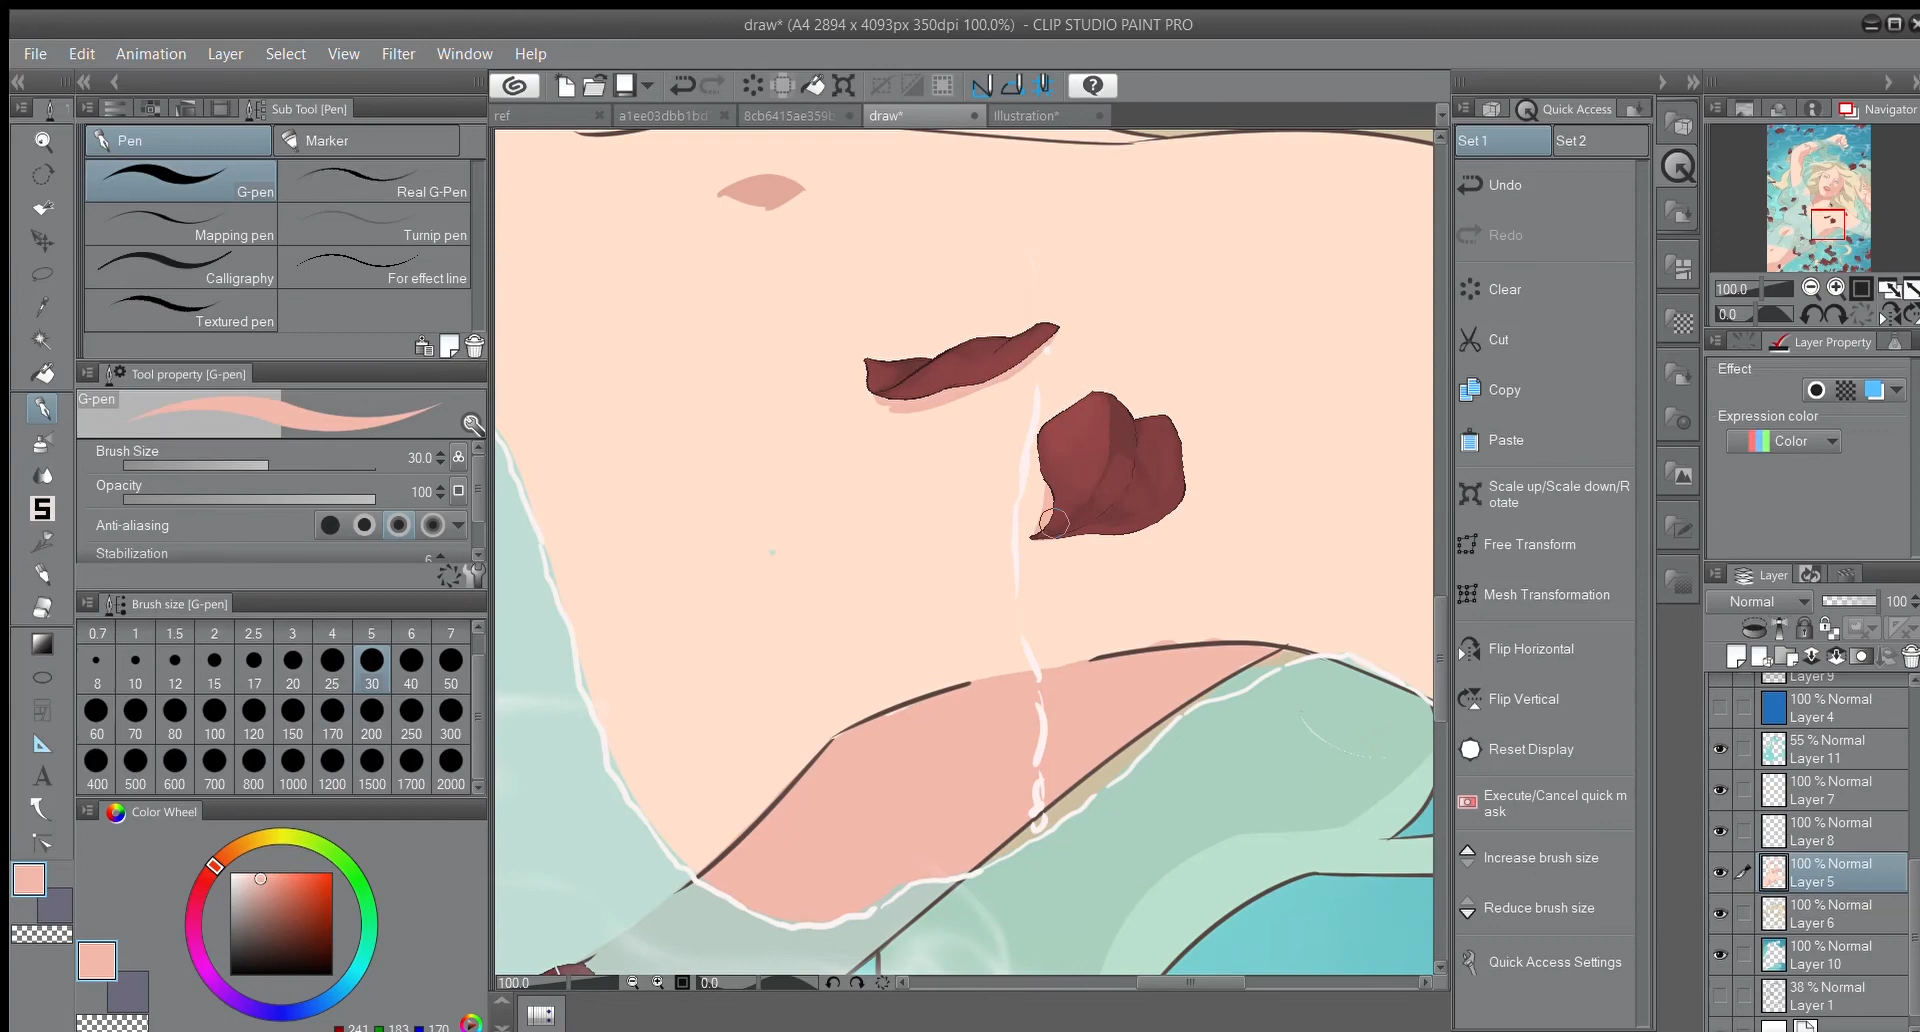 draw* (A4 2894 x 4093px 350dpi 100.0%) - CLIP STUDIO PAINT PRO
File Edit Animation Layer Select View Filter Window Help
Sub Tool [Pen]
Pen
Marker
G-pen
Real G-Pen
Mapping pen
Turnip pen
Calligraphy
For effect line
Textured pen
Tool property [G-pen]
G-pen
Brush Size
30.0
Opacity
100
Anti-aliasing
Stabilization
6
Brush size [G-pen]
0.7 1 1.5 2 2.5 3 4 5 6 7
8 10 12 15 17 20 25 30 40 50
60 70 80 100 120 150 170 200 250 300
400 500 600 700 800 1000 1200 1500 1700 2000
Color Wheel
241 183 170
S
A
ref
a1ee03dbb1bd
8cb6415ae359b
draw*
Illustration*
100.0
0.0
Quick Access
Set 1
Set 2
Undo
Redo
Clear
Cut
Copy
Paste
Scale up/Scale down/R
otate
Free Transform
Mesh Transformation
Flip Horizontal
Flip Vertical
Reset Display
Execute/Cancel quick m
ask
Increase brush size
Reduce brush size
Quick Access Settings
Navigator
100.0
0.0
Layer Property
Effect
Expression color
Color
Layer
Normal
100
Layer 9
100 % Normal
Layer 4
55 % Normal
Layer 11
100 % Normal
Layer 7
100 % Normal
Layer 8
100 % Normal
Layer 5
100 % Normal
Layer 6
100 % Normal
Layer 10
38 % Normal
Layer 1